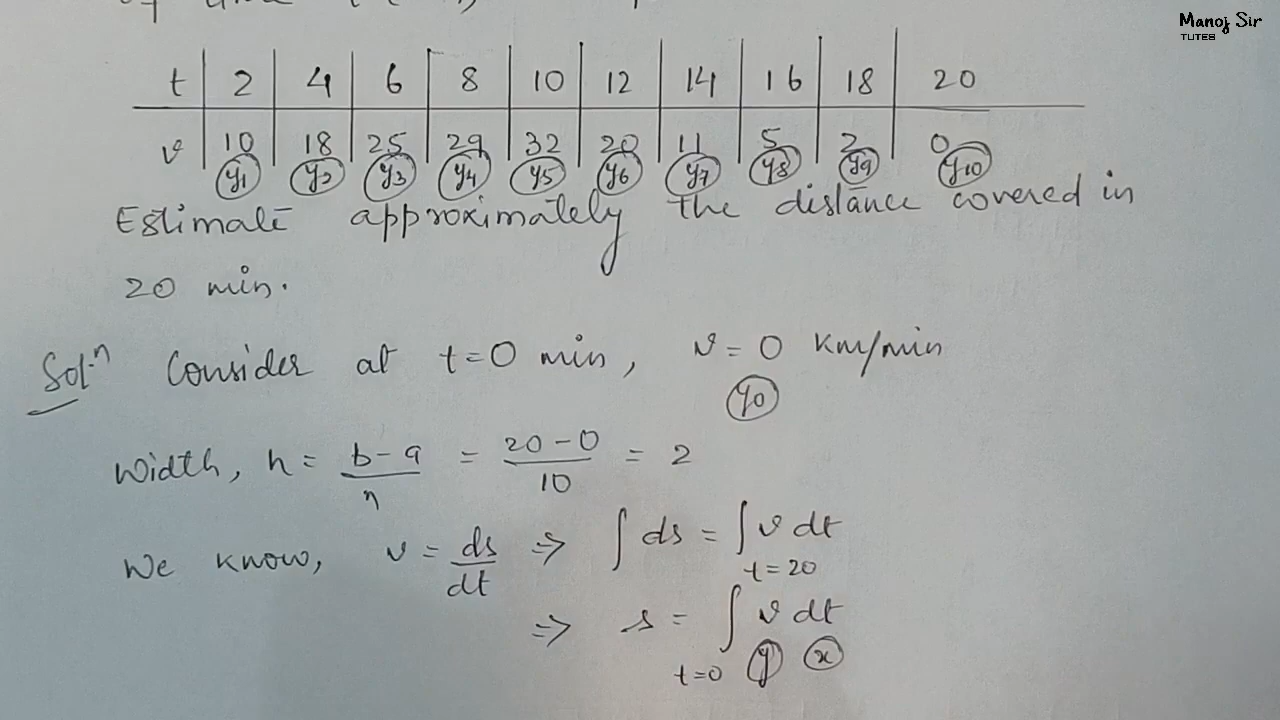 Manoj Sir
TUTES
t 2 4 6 8 10 12 14 16 18 20
v 10 18 25 29 32 20 11 5 2 0
y1 y2 y3 y4 y5 y6 y7 y8 y9 y10
Estimate approximately the distance covered in
20 min.
Sol.n Consider at t=0 min, v = 0 km/min
y0
Width, h = b-a/n = 20-0/10 = 2
We know, v = ds/dt ⇒ ∫ ds = ∫ v dt
t=20
⇒ s = ∫ v dt
t=0 y x